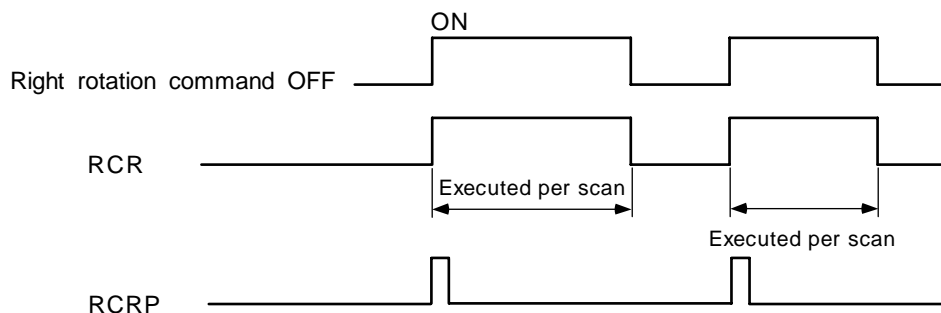 ON
Right rotation command OFF
RCR
Executed per scan
Executed per scan
RCRP